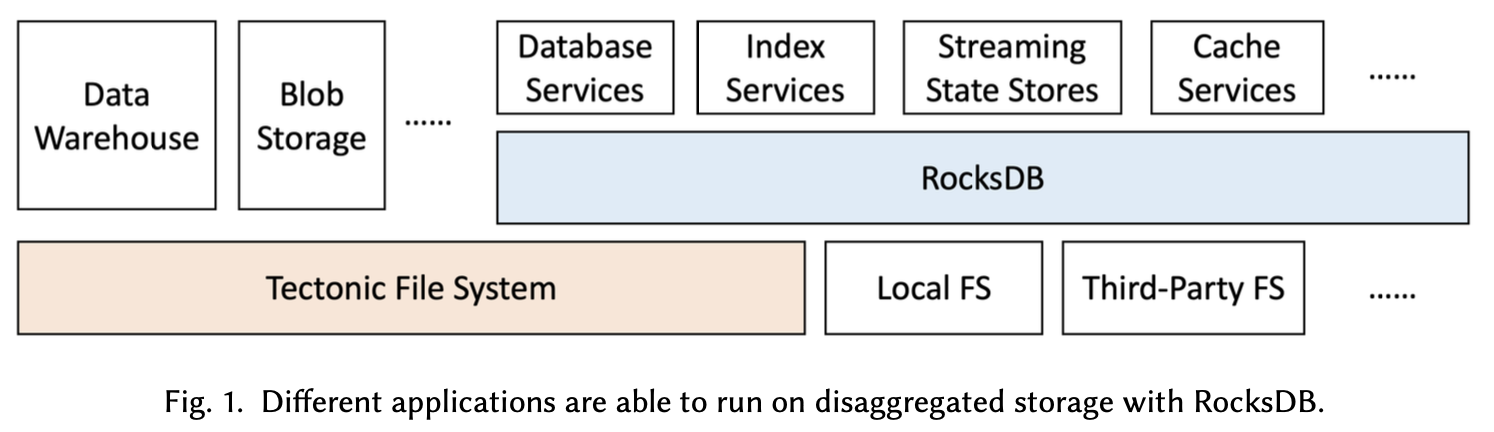 Data
Warehouse
Blob
Storage
......
Database
Services
Index
Services
Streaming
State Stores
Cache
Services
......
RocksDB
Tectonic File System
Local FS
Third-Party FS
......
Fig. 1. Different applications are able to run on disaggregated storage with RocksDB.